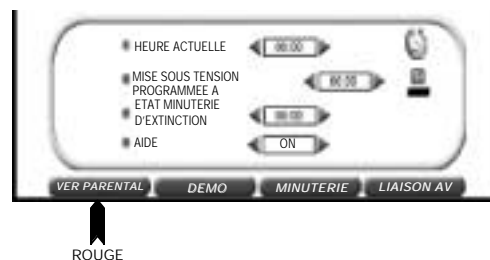 HEURE ACTUELLE 00:00
MISE SOUS TENSION
PROGRAMMEE A 00:00
ETAT MINUTERIE
D'EXTINCTION 00:00
AIDE ON
VER PARENTAL DEMO MINUTERIE LIAISON AV
ROUGE